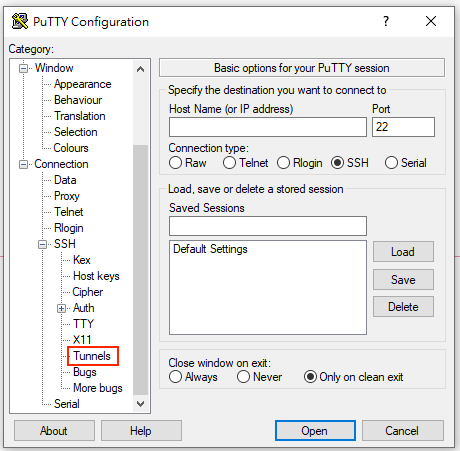 PuTTY Configuration
Category:
Window
Appearance
Behaviour
Translation
Selection
Colours
Connection
Data
Proxy
Telnet
Rlogin
SSH
Kex
Host keys
Cipher
Auth
TTY
X11
Tunnels
Bugs
More bugs
Serial
Basic options for your PuTTY session
Specify the destination you want to connect to
Host Name (or IP address) Port
22
Connection type:
Raw Telnet Rlogin SSH Serial
Load, save or delete a stored session
Saved Sessions
Default Settings
Load
Save
Delete
Close window on exit:
Always Never Only on clean exit
About Help Open Cancel